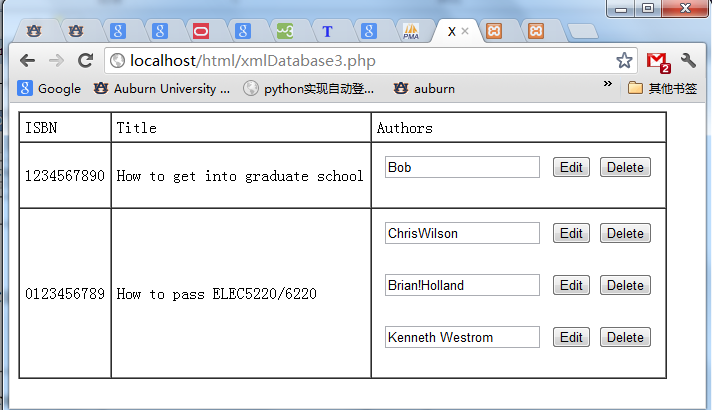 PMA
X
localhost/html/xmlDatabase3.php
2
Google Auburn University ... python实现自动登... auburn » 其他书签
ISBN Title Authors
1234567890 How to get into graduate school Bob Edit Delete
ChrisWilson Edit Delete
0123456789 How to pass ELEC5220/6220 Brian!Holland Edit Delete
Kenneth Westrom Edit Delete